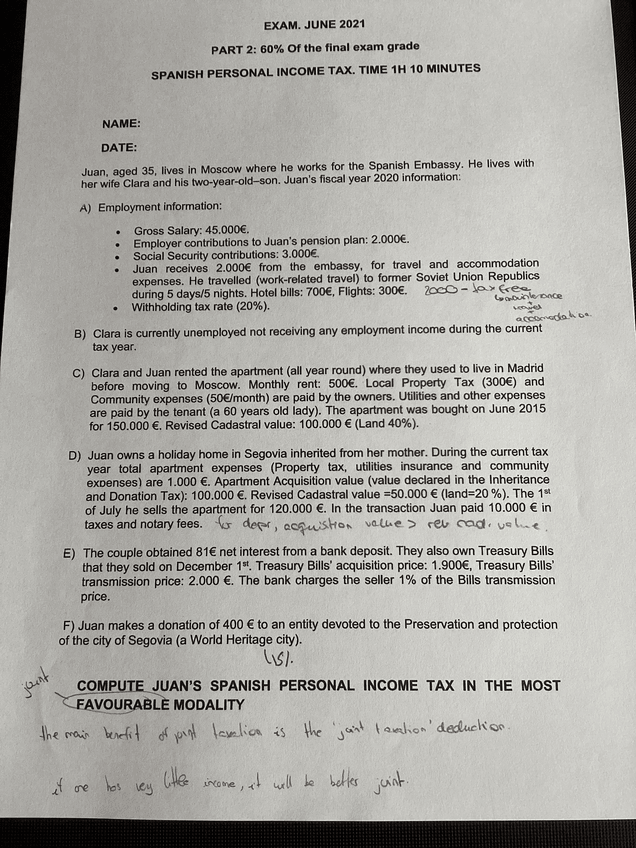 EXAM. JUNE 2021
PART 2: 60% Of the final exam grade
SPANISH PERSONAL INCOME TAX. TIME 1H 10 MINUTES
NAME:
DATE:
Juan, aged 35, lives in Moscow where he works for the Spanish Embassy. He lives with
her wife Clara and his two-year-old–son. Juan's fiscal year 2020 information:
A) Employment information:
• Gross Salary: 45.000€.
• Employer contributions to Juan's pension plan: 2.000€.
• Social Security contributions: 3.000€.
• Juan receives 2.000€ from the embassy, for travel and accommodation
expenses. He travelled (work-related travel) to former Soviet Union Republics
during 5 days/5 nights. Hotel bills: 700€, Flights: 300€. 2000 - tax free
maintenance
travel
+
accomodation.
• Withholding tax rate (20%).
B) Clara is currently unemployed not receiving any employment income during the current
tax year.
C) Clara and Juan rented the apartment (all year round) where they used to live in Madrid
before moving to Moscow. Monthly rent: 500€. Local Property Tax (300€) and
Community expenses (50€/month) are paid by the owners. Utilities and other expenses
are paid by the tenant (a 60 years old lady). The apartment was bought on June 2015
for 150.000 €. Revised Cadastral value: 100.000 € (Land 40%).
D) Juan owns a holiday home in Segovia inherited from her mother. During the current tax
year total apartment expenses (Property tax, utilities insurance and community
expenses) are 1.000 €. Apartment Acquisition value (value declared in the Inheritance
and Donation Tax): 100.000 €. Revised Cadastral value =50.000 € (land=20 %). The 1st
of July he sells the apartment for 120.000 €. In the transaction Juan paid 10.000 € in
taxes and notary fees. for depr, acquistion value > rev cad. value.
E) The couple obtained 81€ net interest from a bank deposit. They also own Treasury Bills
that they sold on December 1st. Treasury Bills' acquisition price: 1.900€, Treasury Bills'
transmission price: 2.000 €. The bank charges the seller 1% of the Bills transmission
price.
F) Juan makes a donation of 400 € to an entity devoted to the Preservation and protection
of the city of Segovia (a World Heritage city).
15%.
joint
COMPUTE JUAN'S SPANISH PERSONAL INCOME TAX IN THE MOST
FAVOURABLE MODALITY
the main benefit of joint taxation is the 'joint taxation' deduction.
if one has very little income, it will be better joint.